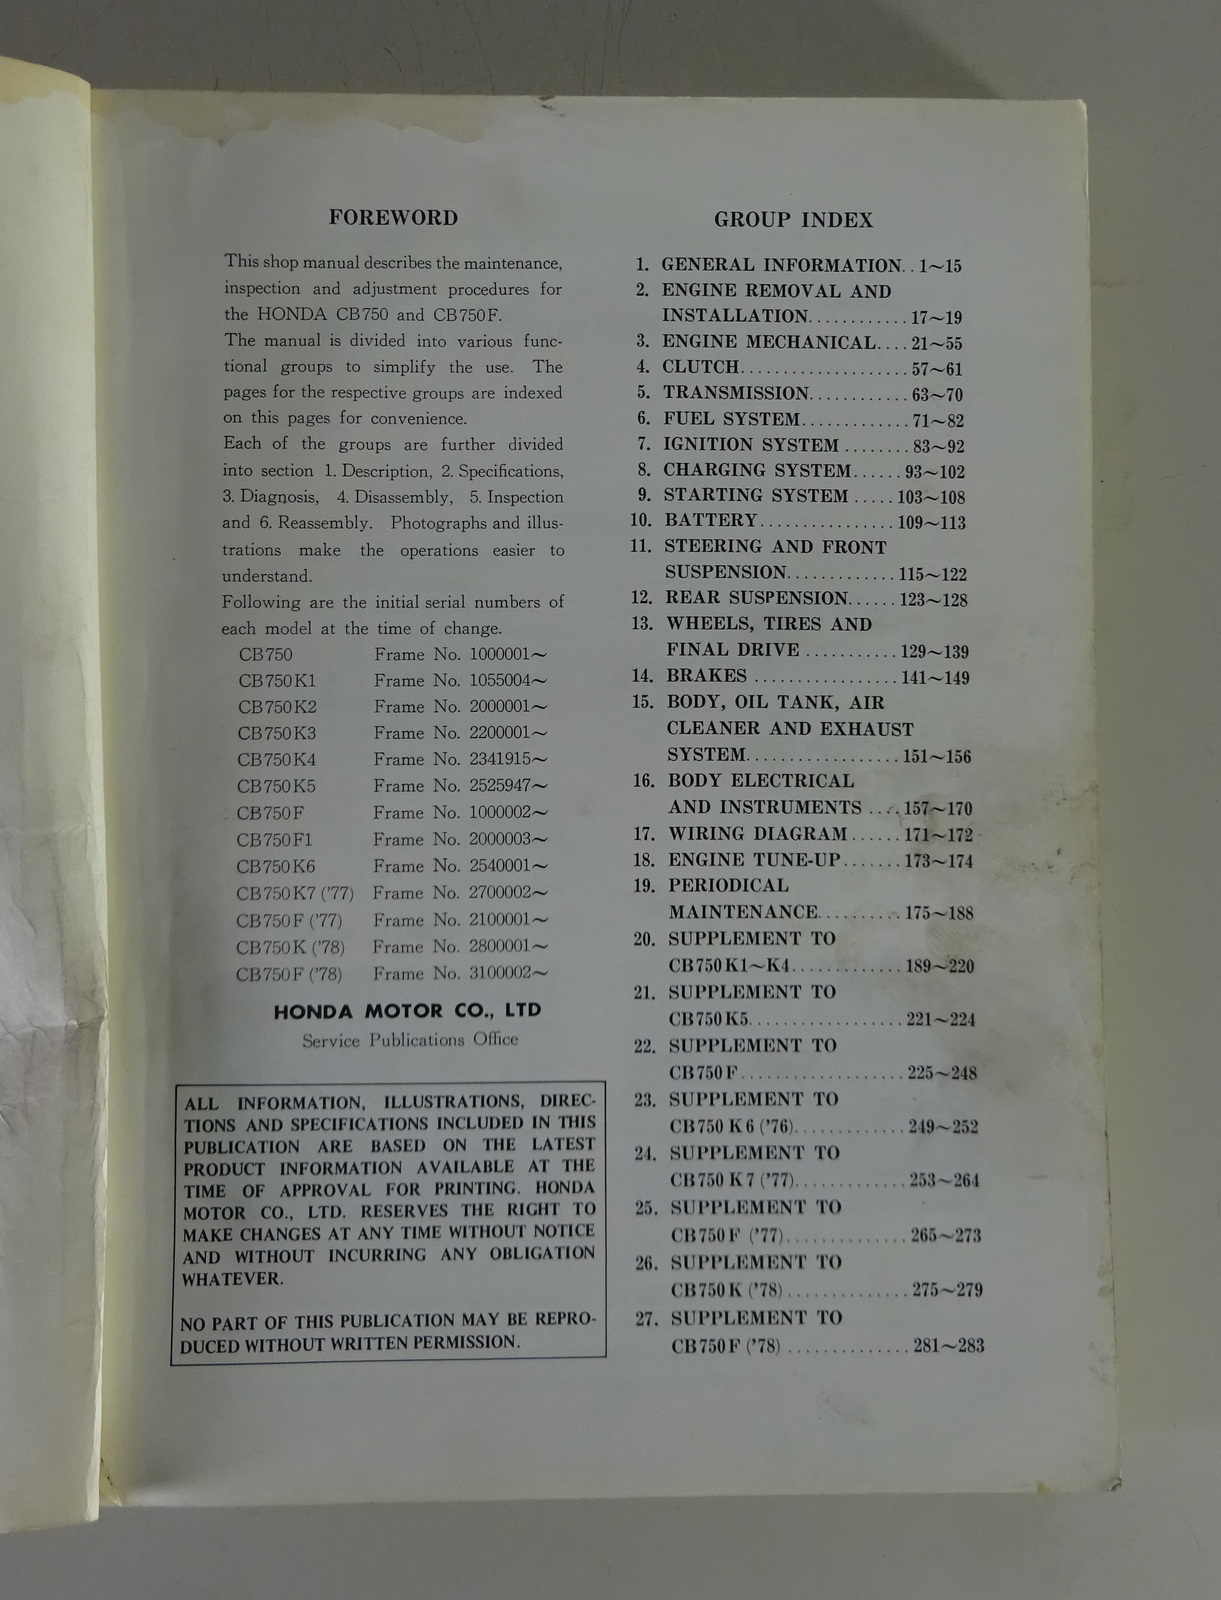 FOREWORD
This shop manual describes the maintenance,
inspection and adjustment procedures for
the HONDA CB750 and CB750F.
The manual is divided into various func-
tional groups to simplify the use. The
pages for the respective groups are indexed
on this pages for convenience.
Each of the groups are further divided
into section 1. Description, 2. Specifications,
3. Diagnosis, 4. Disassembly, 5. Inspection
and 6. Reassembly. Photographs and illus-
trations make the operations easier to
understand.
Following are the initial serial numbers of
each model at the time of change.
CB750 Frame No. 1000001~
CB750K1 Frame No. 1055004~
CB750K2 Frame No. 2000001~
CB750K3 Frame No. 2200001~
CB750K4 Frame No. 2341915~
CB750K5 Frame No. 2525947~
CB750F Frame No. 1000002~
CB750F1 Frame No. 2000003~
CB750K6 Frame No. 2540001~
CB750K7 ('77) Frame No. 2700002~
CB750F ('77) Frame No. 2100001~
CB750K ('78) Frame No. 2800001~
CB750F ('78) Frame No. 3100002~
HONDA MOTOR CO., LTD
Service Publications Office
ALL INFORMATION, ILLUSTRATIONS, DIREC-
TIONS AND SPECIFICATIONS INCLUDED IN THIS
PUBLICATION ARE BASED ON THE LATEST
PRODUCT INFORMATION AVAILABLE AT THE
TIME OF APPROVAL FOR PRINTING. HONDA
MOTOR CO., LTD. RESERVES THE RIGHT TO
MAKE CHANGES AT ANY TIME WITHOUT NOTICE
AND WITHOUT INCURRING ANY OBLIGATION
WHATEVER.
NO PART OF THIS PUBLICATION MAY BE REPRO-
DUCED WITHOUT WRITTEN PERMISSION.
GROUP INDEX
1. GENERAL INFORMATION.. 1~15
2. ENGINE REMOVAL AND
INSTALLATION............ 17~19
3. ENGINE MECHANICAL.... 21~55
4. CLUTCH.................... 57~61
5. TRANSMISSION............ 63~70
6. FUEL SYSTEM............. 71~82
7. IGNITION SYSTEM ........ 83~92
8. CHARGING SYSTEM...... 93~102
9. STARTING SYSTEM ..... 103~108
10. BATTERY................ 109~113
11. STEERING AND FRONT
SUSPENSION............. 115~122
12. REAR SUSPENSION...... 123~128
13. WHEELS, TIRES AND
FINAL DRIVE ........... 129~139
14. BRAKES ................. 141~149
15. BODY, OIL TANK, AIR
CLEANER AND EXHAUST
SYSTEM.................. 151~156
16. BODY ELECTRICAL
AND INSTRUMENTS .... 157~170
17. WIRING DIAGRAM...... 171~172
18. ENGINE TUNE-UP....... 173~174
19. PERIODICAL
MAINTENANCE.......... 175~188
20. SUPPLEMENT TO
CB750K1~K4............. 189~220
21. SUPPLEMENT TO
CB750K5.................. 221~224
22. SUPPLEMENT TO
CB750F.................... 225~248
23. SUPPLEMENT TO
CB750 K6 ('76)............. 249~252
24. SUPPLEMENT TO
CB750 K7 ('77)............. 253~264
25. SUPPLEMENT TO
CB750F ('77).............. 265~273
26. SUPPLEMENT TO
CB750K ('78).............. 275~279
27. SUPPLEMENT TO
CB750F ('78) .............. 281~283